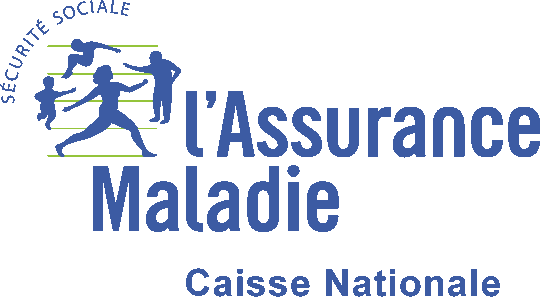 SÉCURITÉ SOCIALE
l'Assurance
Maladie
Caisse Nationale